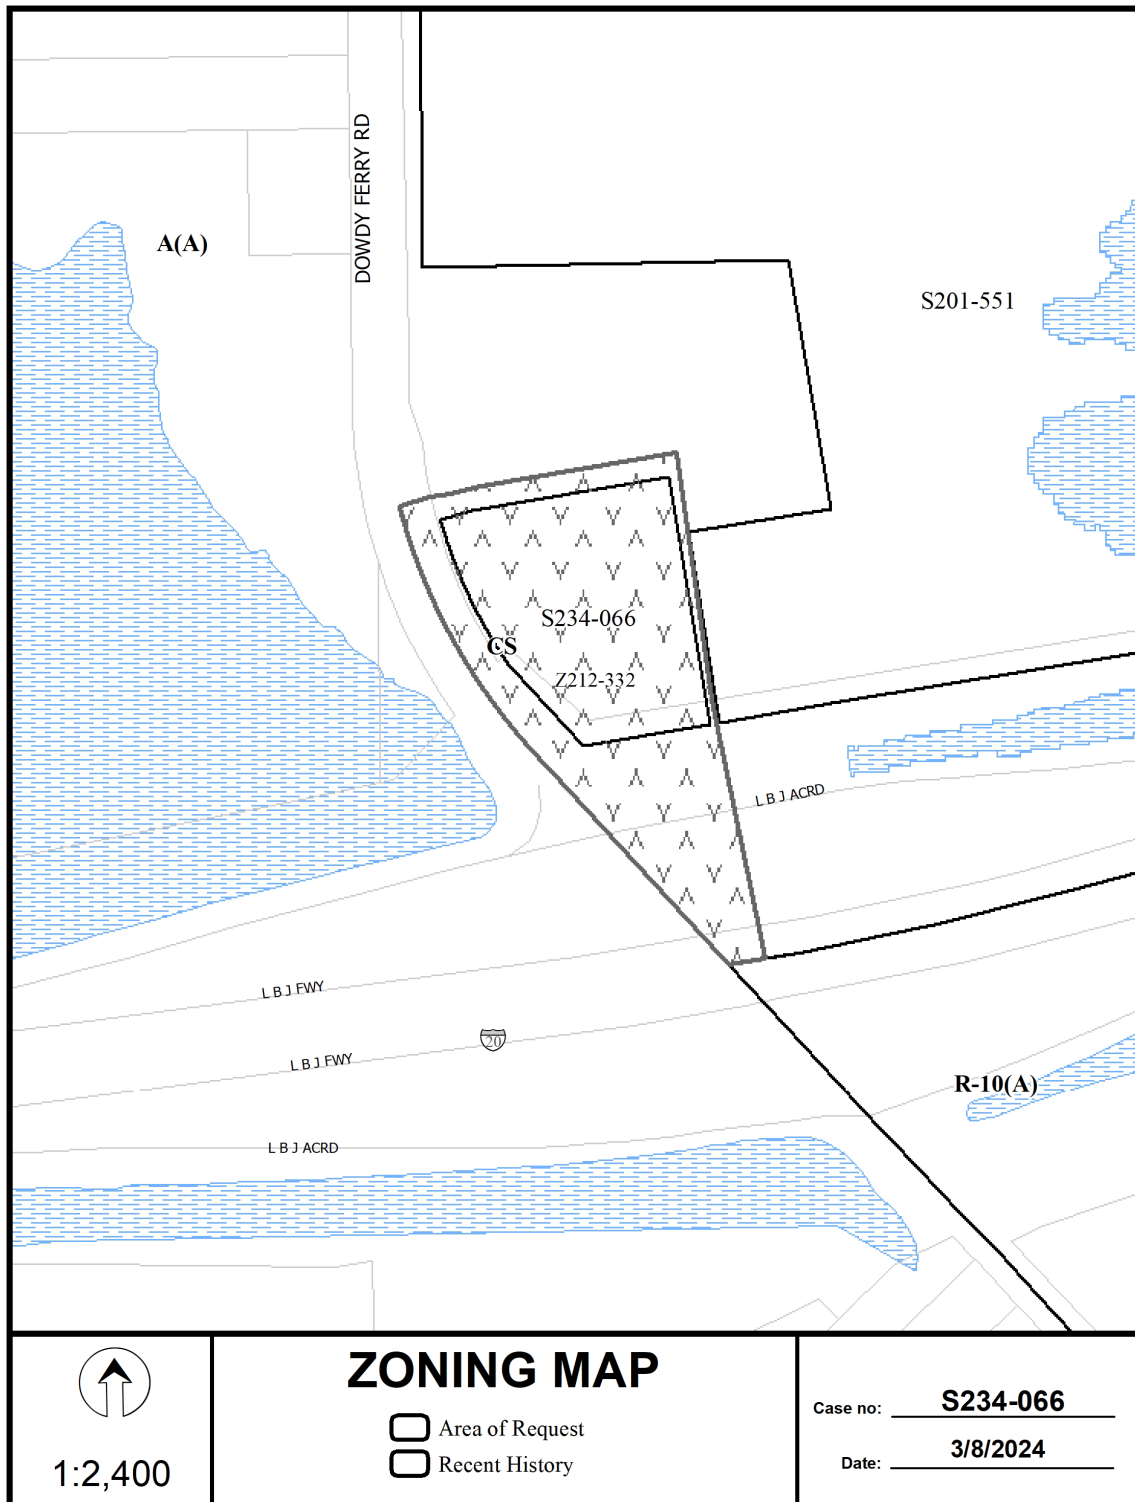 DOWDY FERRY RD
A(A)
S201-551
S234-066
CS
Z212-332
L B J ACRD
L B J FWY
20
L B J FWY
R-10(A)
L B J ACRD
ZONING MAP
Area of Request
Recent History
1:2,400
Case no: S234-066
Date: 3/8/2024